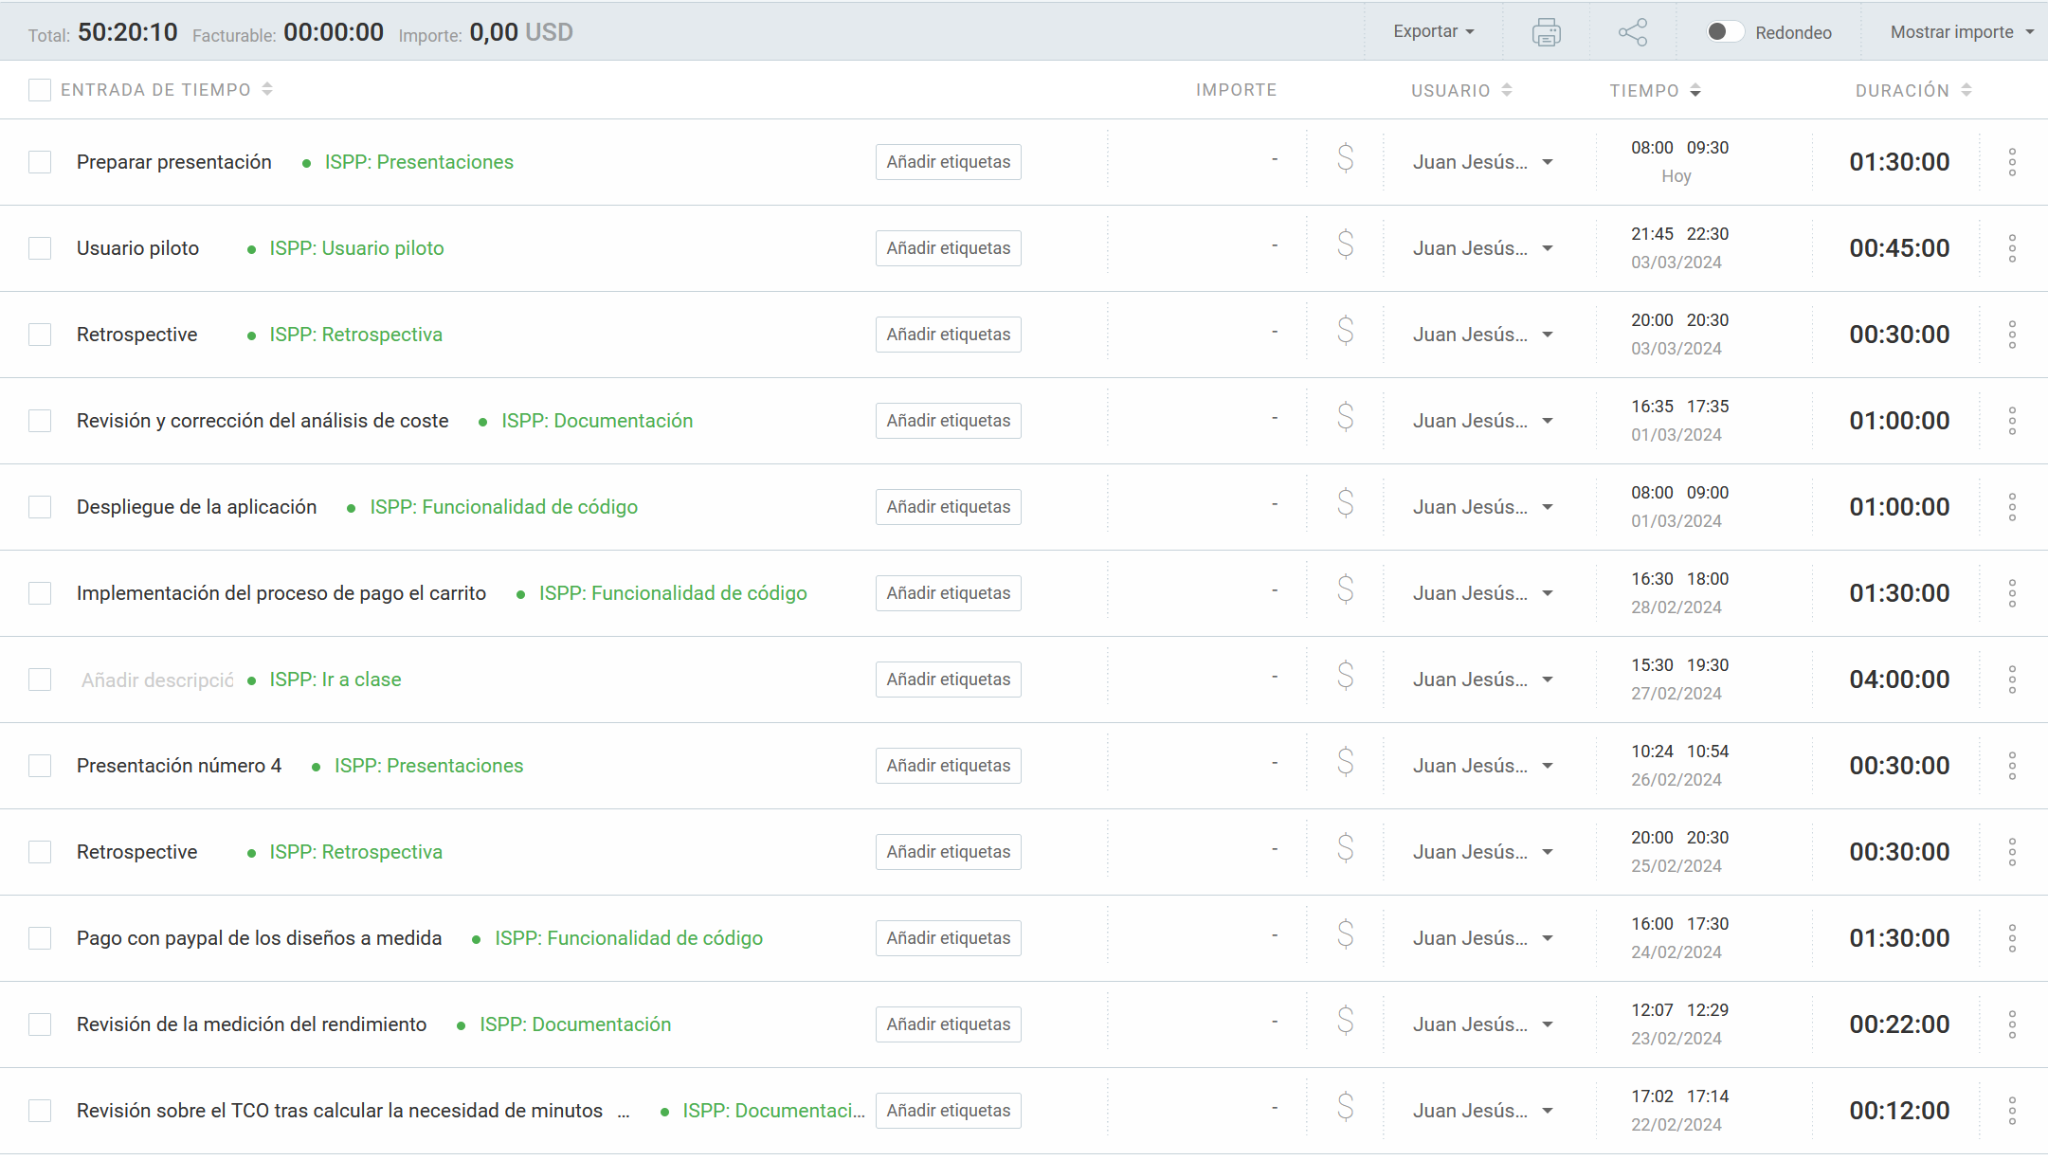 Total: 50:20:10 Facturable: 00:00:00 Importe: 0,00 USD Exportar Redondeo Mostrar importe
ENTRADA DE TIEMPO IMPORTE USUARIO TIEMPO DURACIÓN
Preparar presentación ISPP: Presentaciones Añadir etiquetas - $ Juan Jesús... 08:00 09:30 01:30:00
Hoy
Usuario piloto ISPP: Usuario piloto Añadir etiquetas - $ Juan Jesús... 21:45 22:30 00:45:00
03/03/2024
Retrospective ISPP: Retrospectiva Añadir etiquetas - $ Juan Jesús... 20:00 20:30 00:30:00
03/03/2024
Revisión y corrección del análisis de coste ISPP: Documentación Añadir etiquetas - $ Juan Jesús... 16:35 17:35 01:00:00
01/03/2024
Despliegue de la aplicación ISPP: Funcionalidad de código Añadir etiquetas - $ Juan Jesús... 08:00 09:00 01:00:00
01/03/2024
Implementación del proceso de pago el carrito ISPP: Funcionalidad de código Añadir etiquetas - $ Juan Jesús... 16:30 18:00 01:30:00
28/02/2024
Añadir descripció ISPP: Ir a clase Añadir etiquetas - $ Juan Jesús... 15:30 19:30 04:00:00
27/02/2024
Presentación número 4 ISPP: Presentaciones Añadir etiquetas - $ Juan Jesús... 10:24 10:54 00:30:00
26/02/2024
Retrospective ISPP: Retrospectiva Añadir etiquetas - $ Juan Jesús... 20:00 20:30 00:30:00
25/02/2024
Pago con paypal de los diseños a medida ISPP: Funcionalidad de código Añadir etiquetas - $ Juan Jesús... 16:00 17:30 01:30:00
24/02/2024
Revisión de la medición del rendimiento ISPP: Documentación Añadir etiquetas - $ Juan Jesús... 12:07 12:29 00:22:00
23/02/2024
Revisión sobre el TCO tras calcular la necesidad de minutos ... ISPP: Documentaci... Añadir etiquetas - $ Juan Jesús... 17:02 17:14 00:12:00
22/02/2024